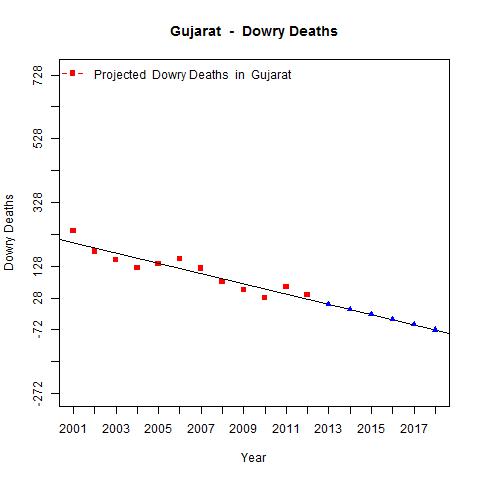 Gujarat - Dowry Deaths
Projected Dowry Deaths in Gujarat
Dowry Deaths
728
528
328
128
28
-72
-272
2001 2003 2005 2007 2009 2011 2013 2015 2017
Year